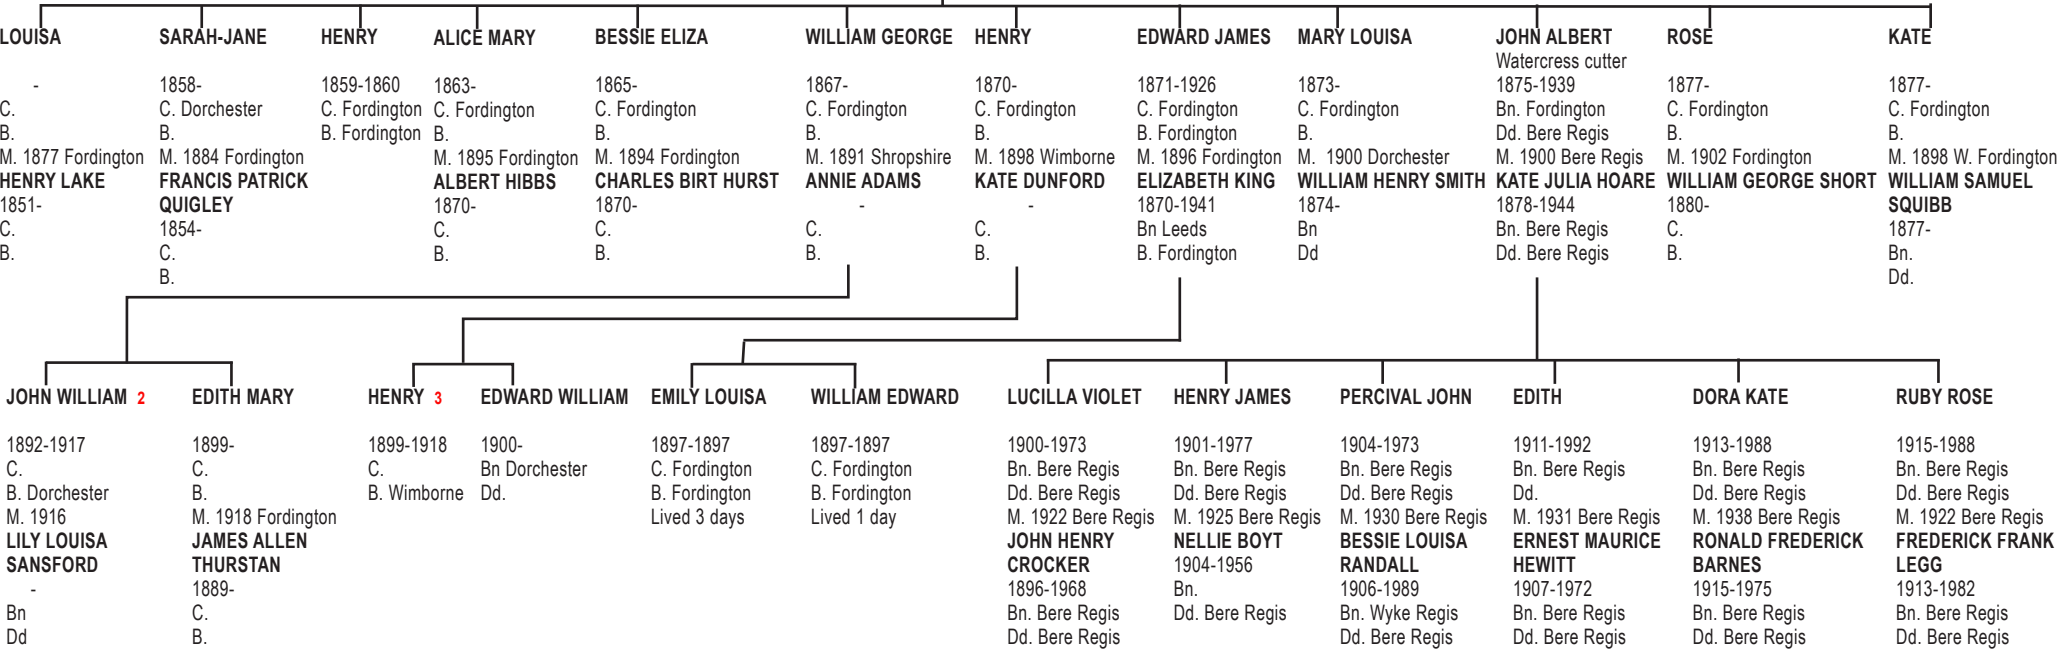 LOUISA
-
C.
B.
M. 1877 Fordington
HENRY LAKE
1851-
C.
B.
SARAH-JANE
1858-
C. Dorchester
B.
M. 1884 Fordington
FRANCIS PATRICK
QUIGLEY
1854-
C.
B.
HENRY
1859-1860
C. Fordington
B. Fordington
ALICE MARY
1863-
C. Fordington
B.
M. 1895 Fordington
ALBERT HIBBS
1870-
C.
B.
BESSIE ELIZA
1865-
C. Fordington
B.
M. 1894 Fordington
CHARLES BIRT HURST
1870-
C.
B.
WILLIAM GEORGE
1867-
C. Fordington
B.
M. 1891 Shropshire
ANNIE ADAMS
-
C.
B.
HENRY
1870-
C. Fordington
B.
M. 1898 Wimborne
KATE DUNFORD
-
C.
B.
EDWARD JAMES
1871-1926
C. Fordington
B. Fordington
M. 1896 Fordington
ELIZABETH KING
1870-1941
Bn Leeds
B. Fordington
MARY LOUISA
1873-
C. Fordington
B.
M. 1900 Dorchester
WILLIAM HENRY SMITH
1874-
Bn
Dd
JOHN ALBERT
Watercress cutter
1875-1939
Bn. Fordington
Dd. Bere Regis
M. 1900 Bere Regis
KATE JULIA HOARE
1878-1944
Bn. Bere Regis
Dd. Bere Regis
ROSE
1877-
C. Fordington
B.
M. 1902 Fordington
WILLIAM GEORGE SHORT
1880-
C.
B.
KATE
1877-
C. Fordington
B.
M. 1898 W. Fordington
WILLIAM SAMUEL
SQUIBB
1877-
Bn.
Dd.
JOHN WILLIAM 2
1892-1917
C.
B. Dorchester
M. 1916
LILY LOUISA
SANSFORD
-
Bn
Dd
EDITH MARY
1899-
C.
B.
M. 1918 Fordington
JAMES ALLEN
THURSTAN
1889-
C.
B.
HENRY 3
1899-1918
C.
B. Wimborne
EDWARD WILLIAM
1900-
Bn Dorchester
Dd.
EMILY LOUISA
1897-1897
C. Fordington
B. Fordington
Lived 3 days
WILLIAM EDWARD
1897-1897
C. Fordington
B. Fordington
Lived 1 day
LUCILLA VIOLET
1900-1973
Bn. Bere Regis
Dd. Bere Regis
M. 1922 Bere Regis
JOHN HENRY
CROCKER
1896-1968
Bn. Bere Regis
Dd. Bere Regis
HENRY JAMES
1901-1977
Bn. Bere Regis
Dd. Bere Regis
M. 1925 Bere Regis
NELLIE BOYT
1904-1956
Bn.
Dd. Bere Regis
PERCIVAL JOHN
1904-1973
Bn. Bere Regis
Dd. Bere Regis
M. 1930 Bere Regis
BESSIE LOUISA
RANDALL
1906-1989
Bn. Wyke Regis
Dd. Bere Regis
EDITH
1911-1992
Bn. Bere Regis
Dd.
M. 1931 Bere Regis
ERNEST MAURICE
HEWITT
1907-1972
Bn. Bere Regis
Dd. Bere Regis
DORA KATE
1913-1988
Bn. Bere Regis
Dd. Bere Regis
M. 1938 Bere Regis
RONALD FREDERICK
BARNES
1915-1975
Bn. Bere Regis
Dd. Bere Regis
RUBY ROSE
1915-1988
Bn. Bere Regis
Dd. Bere Regis
M. 1922 Bere Regis
FREDERICK FRANK
LEGG
1913-1982
Bn. Bere Regis
Dd. Bere Regis